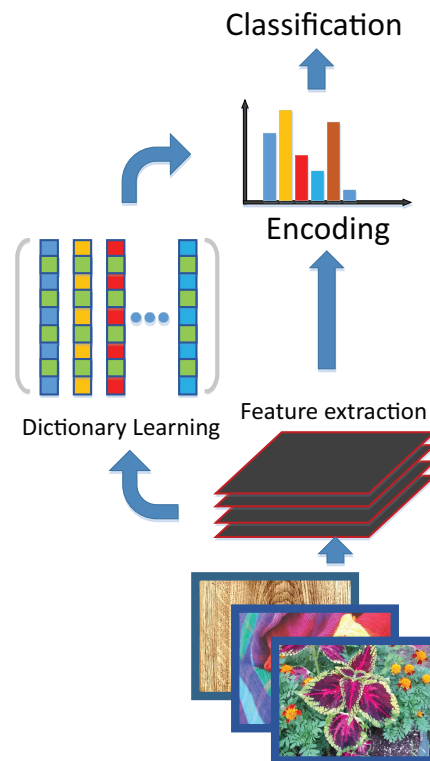 Classification
Encoding
Feature extraction
Dictionary Learning